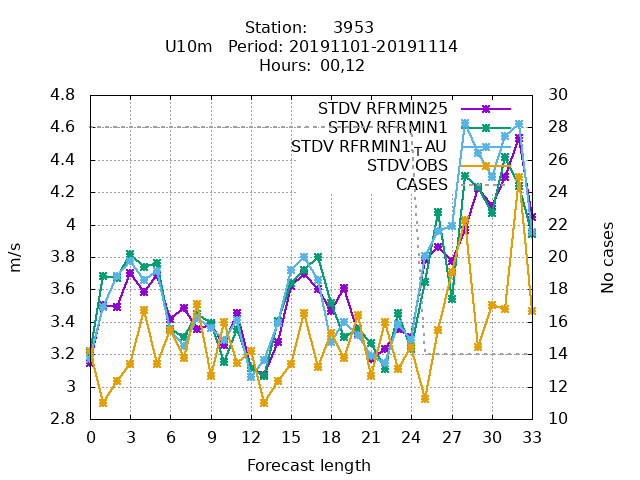 Station: 3953
U10m Period: 20191101-20191114
Hours: 00,12
4.8
4.6
4.4
4.2
4
3.8
3.6
3.4
3.2
3
2.8
30
28
26
24
22
20
18
16
14
12
10
STDV RFRMIN25
STDV RFRMIN1
STDV RFRMIN1_AU
STDV OBS
CASES
m/s
No cases
0 3 6 9 12 15 18 21 24 27 30 33
Forecast length